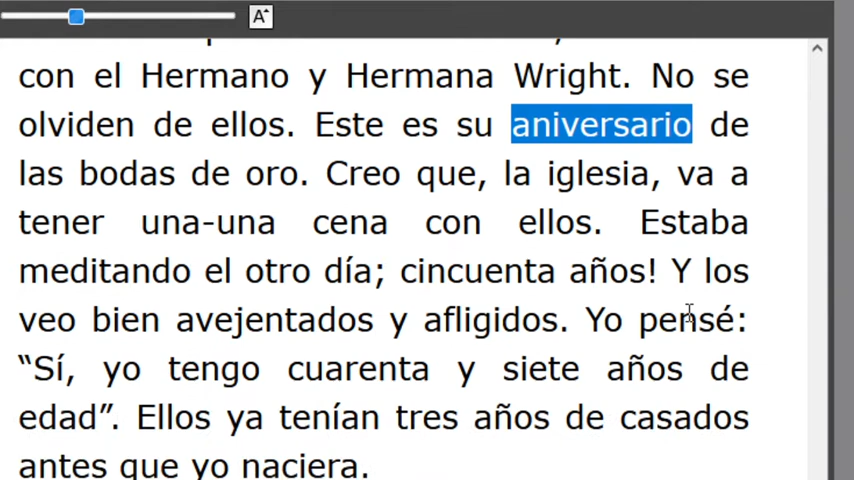 A
con el Hermano y Hermana Wright. No se
olviden de ellos. Este es su aniversario de
las bodas de oro. Creo que, la iglesia, va a
tener una-una cena con ellos. Estaba
meditando el otro día; cincuenta años! Y los
veo bien avejentados y afligidos. Yo pensé:
“Sí, yo tengo cuarenta y siete años de
edad”. Ellos ya tenían tres años de casados
antes que yo naciera.